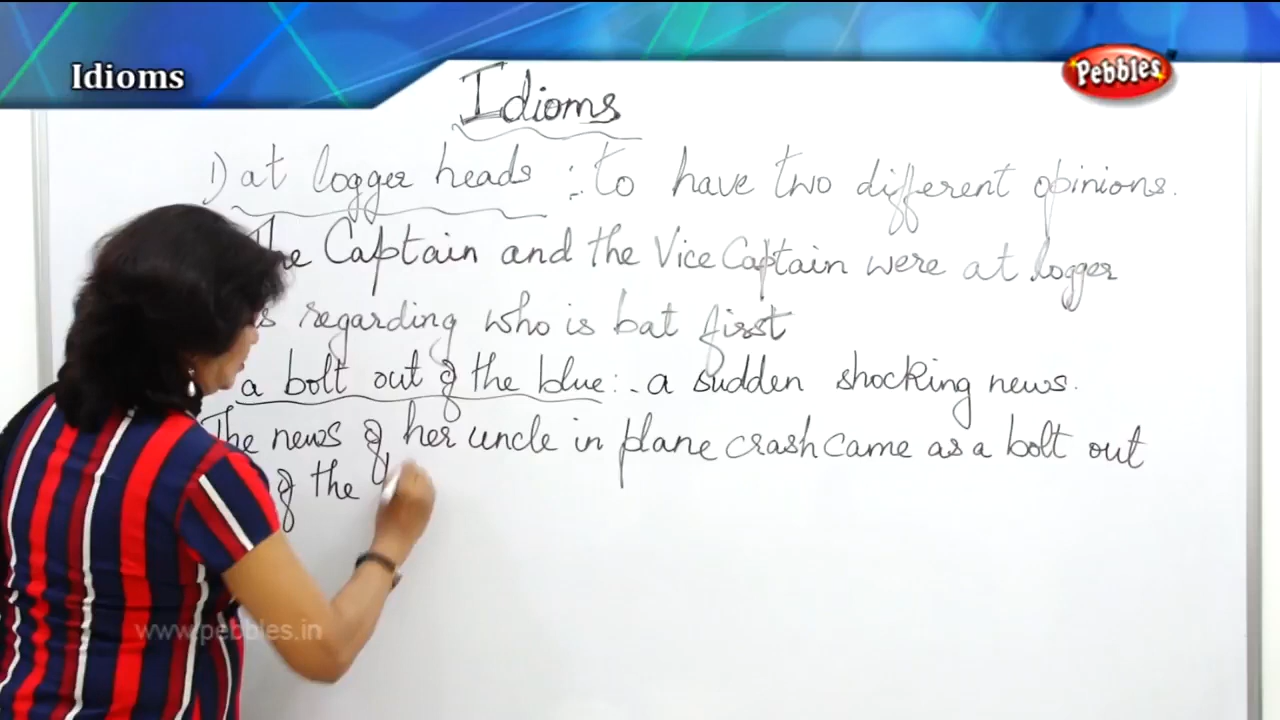 Idioms
Pebbles
Idioms
1) at logger heads :- to have two different opinions.
The Captain and the Vice Captain were at logger
s regarding who is bat first
a bolt out of the blue :- a sudden shocking news.
The news of her uncle in plane crash came as a bolt out
of the
www.pebbles.in